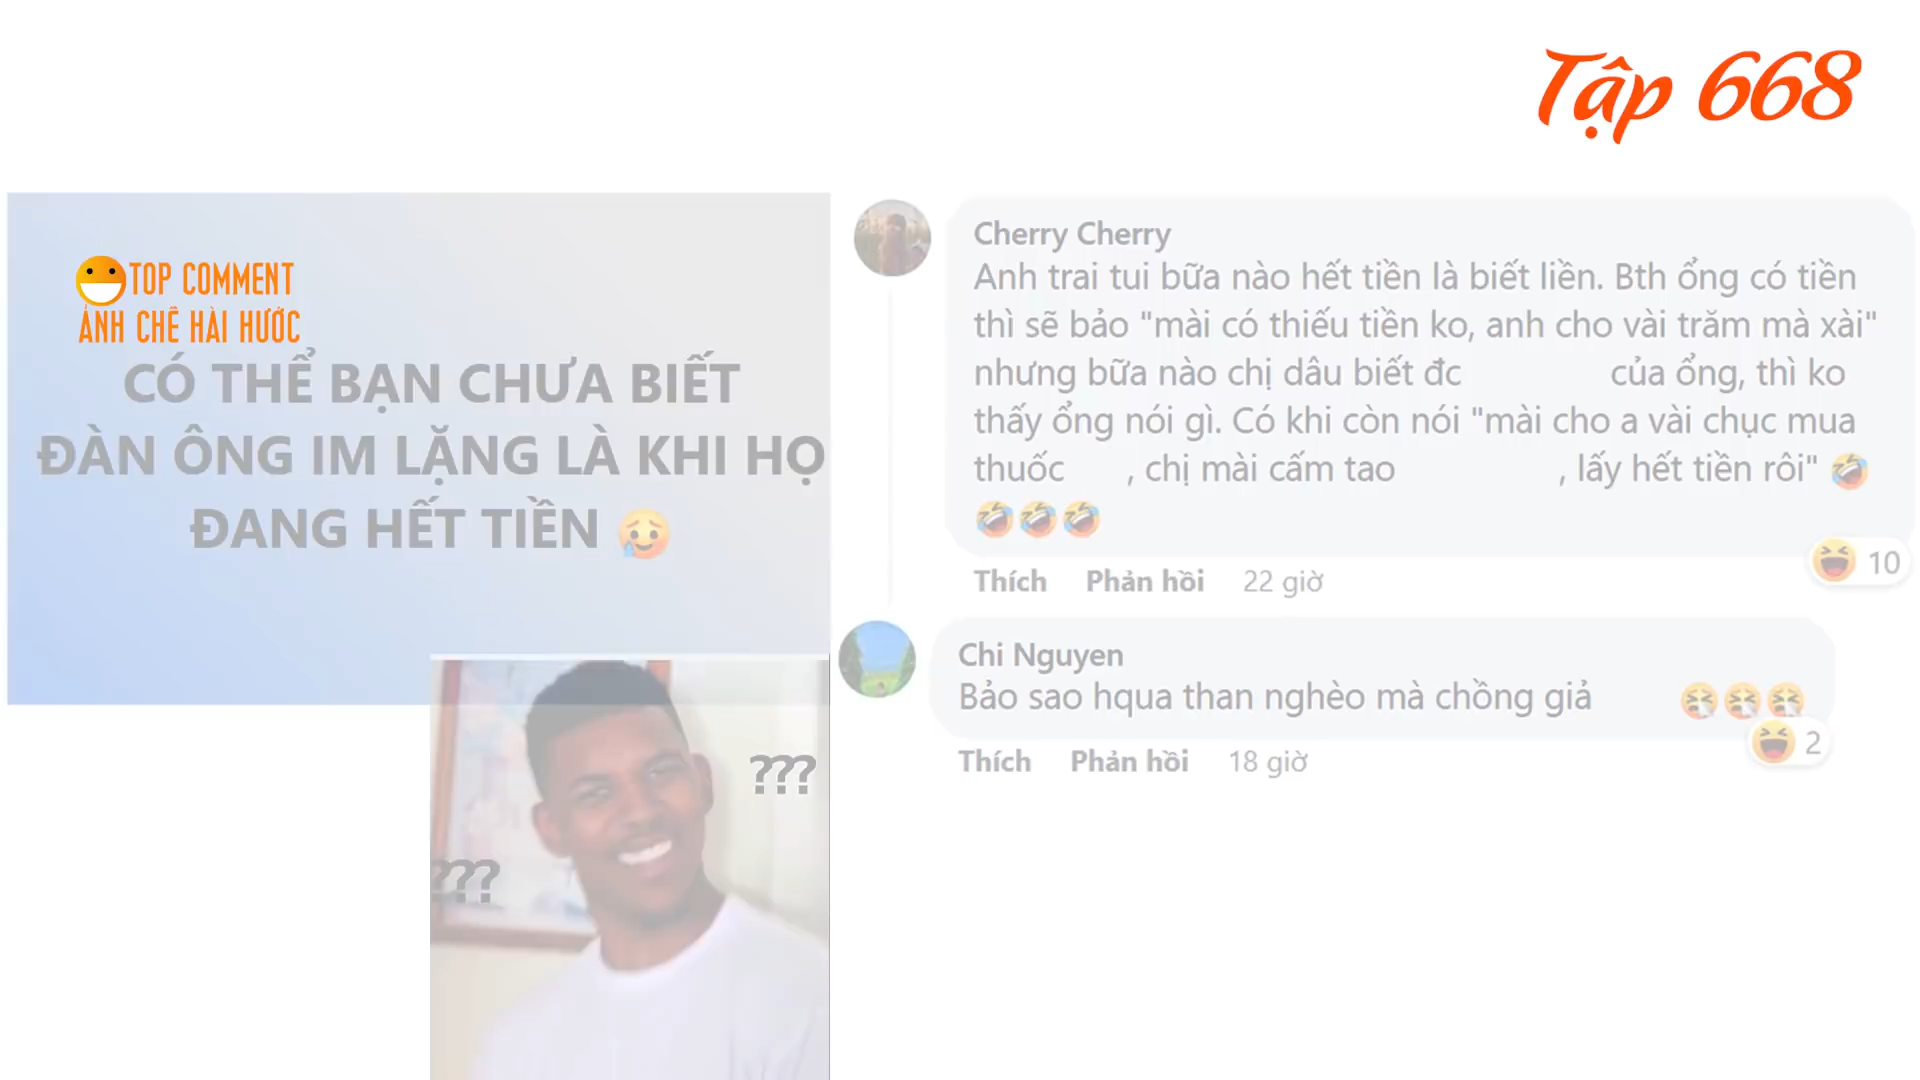 Tập 668
TOP COMMENT
ẢNH CHẾ HÀI HƯỚC
CÓ THỂ BẠN CHƯA BIẾT
ĐÀN ÔNG IM LẶNG LÀ KHI HỌ
ĐANG HẾT TIỀN 😥
???
???
Cherry Cherry
Anh trai tui bữa nào hết tiền là biết liền. Bth ổng có tiền
thì sẽ bảo "mài có thiếu tiền ko, anh cho vài trăm mà xài"
nhưng bữa nào chị dâu biết đc của ổng, thì ko
thấy ổng nói gì. Có khi còn nói "mài cho a vài chục mua
thuốc , chị mài cấm tao , lấy hết tiền rôi" 🤣
🤣🤣🤣
10
Thích Phản hồi 22 giờ
Chi Nguyen
Bảo sao hqua than nghèo mà chồng giả 🤧🤧🤧
2
Thích Phản hồi 18 giờ